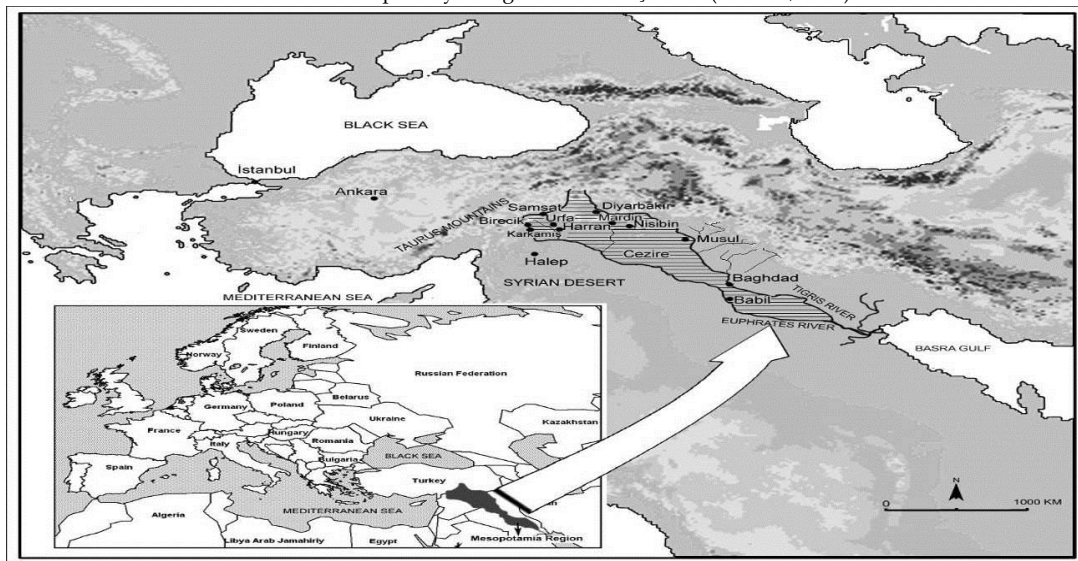 BLACK SEA
İstanbul
Ankara
TAURUS MOUNTAINS
Samsat
Diyarbakır
Birecik
Urfa
Mardin
Nisibin
Karkamış
Harran
Musul
Halep
Cezire
SYRIAN DESERT
Baghdad
MEDITERRANEAN SEA
Babil
TIGRIS RIVER
EUPHRATES RIVER
BASRA GULF
Sweden
Finland
Norway
Russian Federation
Belarus
Germany
Poland
Ukraine
France
Kazakhstan
Hungary
Romania
Italy
Bulgaria
BLACK SEA
Spain
Turkey
MEDITERRANEAN SEA
Algeria
Mesopotamia Region
Libya Arab Jamahiriy
Egypt
N
0 1000 KM